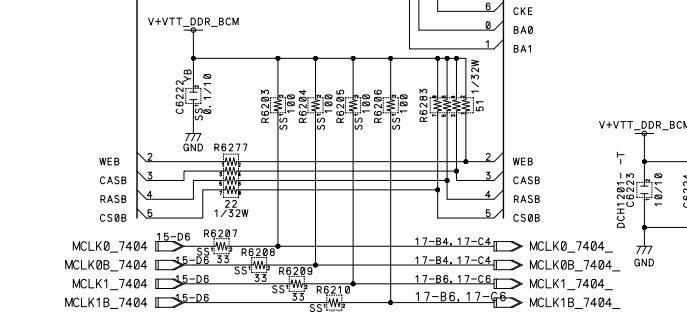 6 CKE
V+VTT_DDR_BCM
0 BA0
1 BA1
C6222 YB
SS 0.1/10
R6203
SS 100
R6204
SS 100
R6205
SS 100
R6206
SS 100
R6283
51 1/32W
GND
R6277
V+VTT_DDR_BCM
WEB 2
2 WEB
CASB 3
3 CASB
RASB 4
4 RASB
CS0B 5
5 CS0B
22
1/32W
DCH1201- -T
C6223
10/10
GND
MCLK0_7404 15-D6
R6207
SS 33
17-B4, 17-C4 MCLK0_7404_
MCLK0B_7404 15-D6
R6208
SS 33
17-B4, 17-C4 MCLK0B_7404_
MCLK1_7404 15-D6
R6209
SS 33
17-B6, 17-C6 MCLK1_7404_
MCLK1B_7404 15-D6
R6210
SS 33
17-B6, 17-C6 MCLK1B_7404_